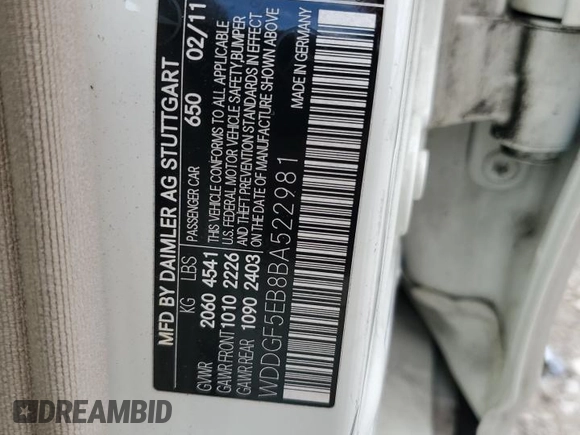 MFD BY DAIMLER AG STUTTGART
KG LBS PASSENGER CAR 650 02/11
GVWR 2060 4541 THIS VEHICLE CONFORMS TO ALL APPLICABLE
GAWR FRONT 1010 2226 U.S. FEDERAL MOTOR VEHICLE SAFETY, BUMPER
GAWR REAR 1090 2403 AND THEFT PREVENTION STANDARDS IN EFFECT
ON THE DATE OF MANUFACTURE SHOWN ABOVE
WDDGF5EB8BA522981 MADE IN GERMANY
DREAMBID